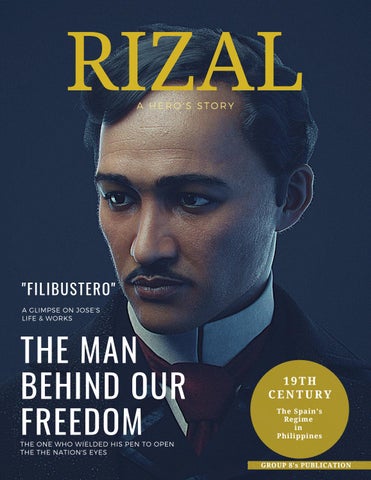 RIZAL
A HERO'S STORY
"FILIBUSTERO"
A GLIMPSE ON JOSE'S
LIFE & WORKS
THE MAN
BEHIND OUR
FREEDOM
THE ONE WHO WIELDED HIS PEN TO OPEN
THE THE NATION'S EYES
19TH
CENTURY
The Spain's
Regime
in
Philippines
GROUP 8's PUBLICATION